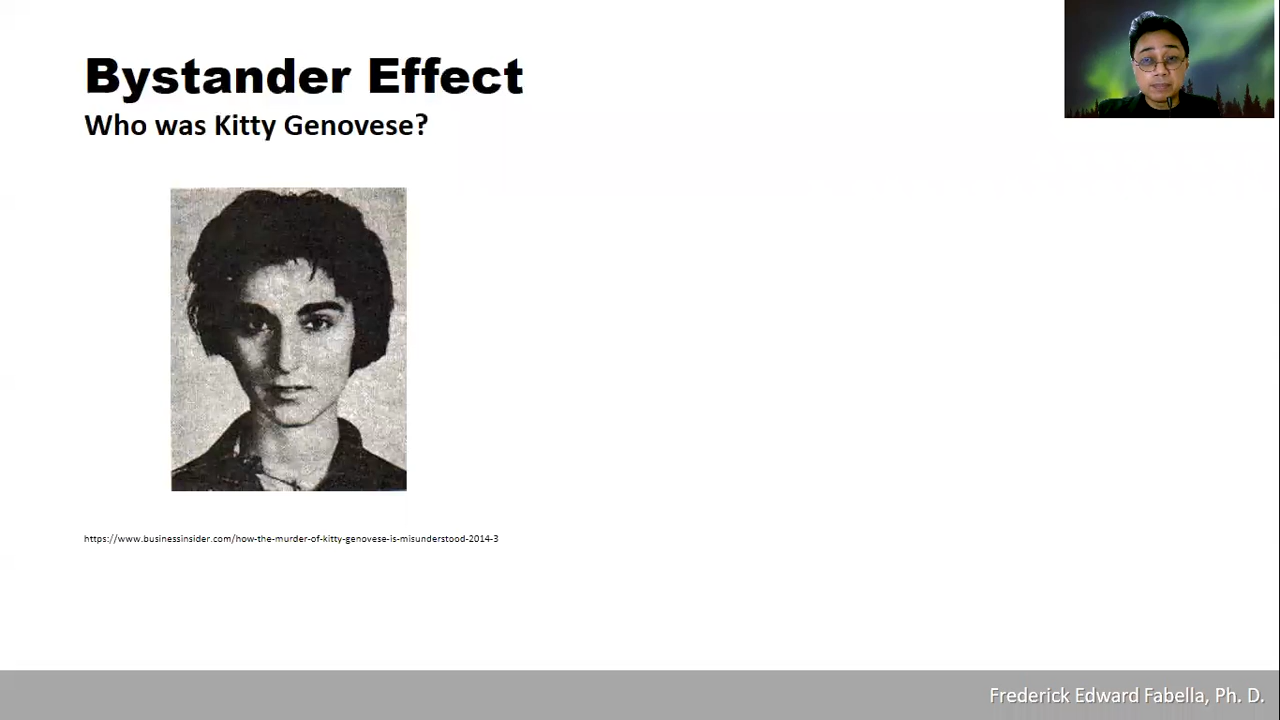 Bystander Effect
Who was Kitty Genovese?
https://www.businessinsider.com/how-the-murder-of-kitty-genovese-is-misunderstood-2014-3
Frederick Edward Fabella, Ph. D.